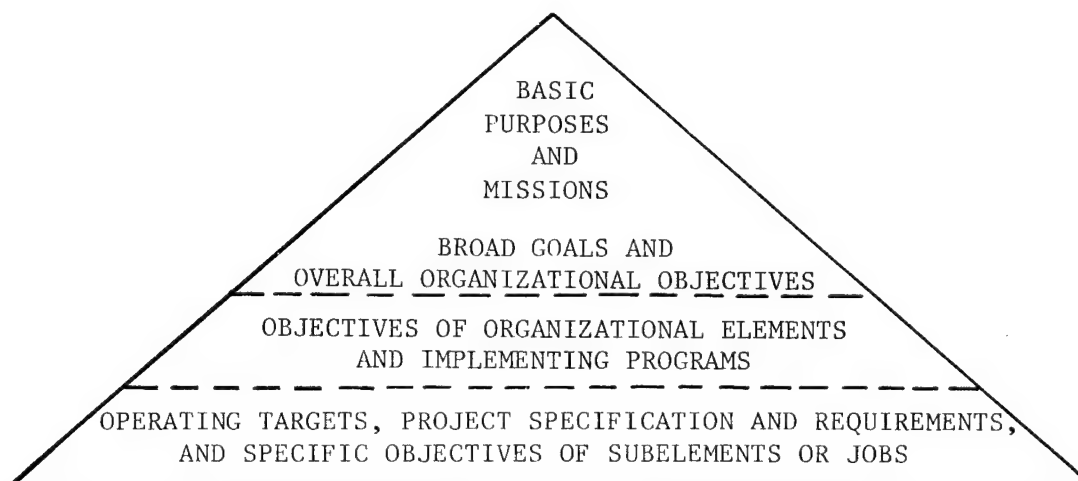 BASIC
PURPOSES
AND
MISSIONS
BROAD GOALS AND
OVERALL ORGANIZATIONAL OBJECTIVES
OBJECTIVES OF ORGANIZATIONAL ELEMENTS
AND IMPLEMENTING PROGRAMS
OPERATING TARGETS, PROJECT SPECIFICATION AND REQUIREMENTS,
AND SPECIFIC OBJECTIVES OF SUBELEMENTS OR JOBS